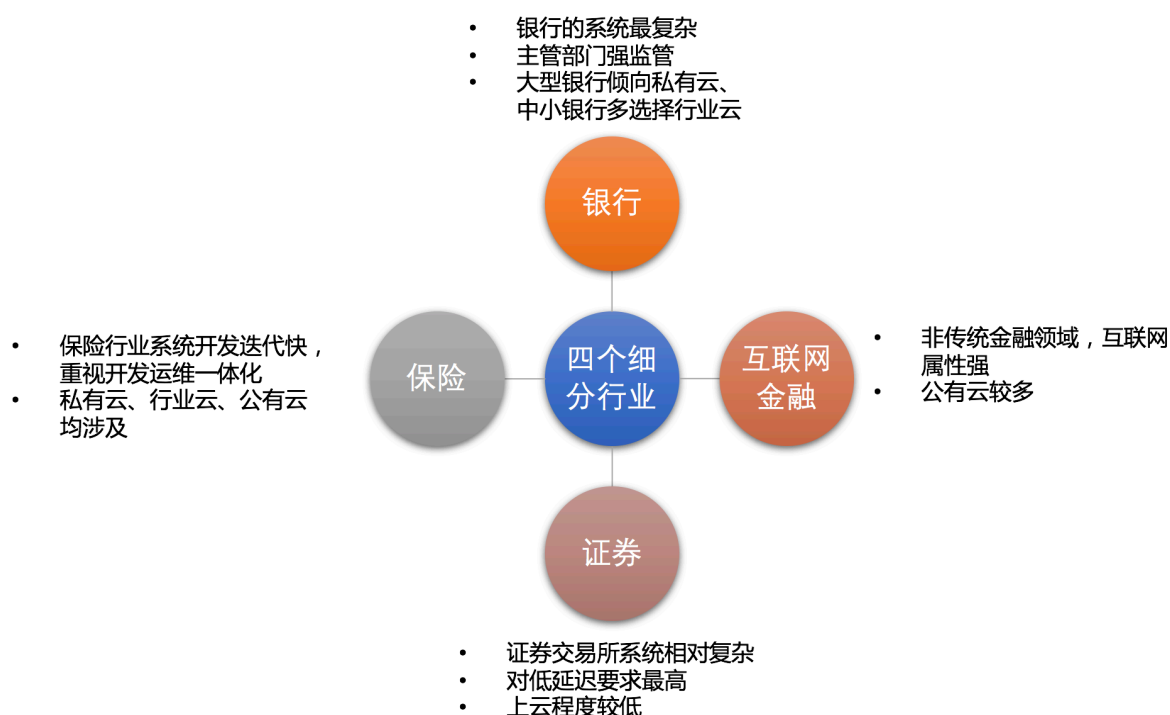 • 银行的系统最复杂
• 主管部门强监管
• 大型银行倾向私有云、
中小银行多选择行业云
银行
• 保险行业系统开发迭代快，
重视开发运维一体化
• 私有云、行业云、公有云
均涉及
保险
四个细
分行业
互联网
金融
• 非传统金融领域，互联网
属性强
• 公有云较多
证券
• 证券交易所系统相对复杂
• 对低延迟要求最高
• 上云程度较低